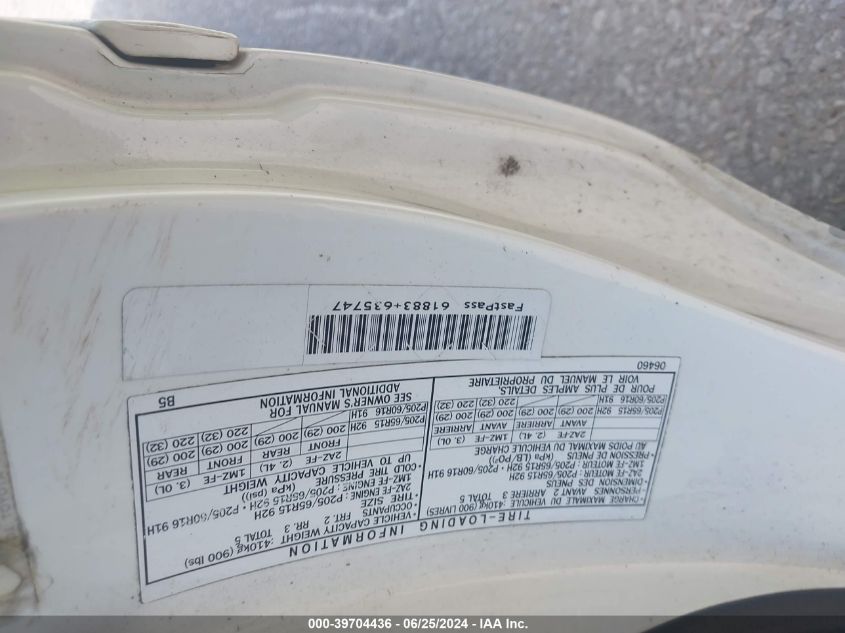 FastPass 61883+635747
TIRE-LOADING INFORMATION
• VEHICLE CAPACITY WEIGHT :410kg (900 lbs)
• OCCUPANTS FRT. 2 RR. 3 TOTAL 5
• TIRE SIZE
2AZ-FE ENGINE : P205/65R15 92H
1MZ-FE ENGINE : P205/65R15 92H • P205/60R16 91H
• COLD TIRE PRESSURE (kPa (psi))
UP TO VEHICLE CAPACITY WEIGHT
2AZ-FE (2. 4L) 1MZ-FE (3. 0L)
FRONT REAR FRONT REAR
P205/65R15 92H 200 (29) 200 (29) 200 (29) 200 (29)
P205/60R16 91H 220 (32) 220 (32)
SEE OWNER'S MANUAL FOR
ADDITIONAL INFORMATION
B5
CHARGE MAXIMALE DU VEHICULE :410kg (900 LIVRES)
PERSONNES AVANT 2 ARRIERE 3 TOTAL 5
• DIMENSION DES PNEUS
2AZ-FE: MOTEUR : P205/65R15 92H
1MZ-FE: MOTEUR : P205/65R15 92H • P205/60R16 91H
• PRESSION DES PNEUS (kPa (LB/PO²))
AU POIDS MAXIMAL DU VEHICULE CHARGE
2AZ-FE (2. 4L) 1MZ-FE (3. 0L)
AVANT ARRIERE AVANT ARRIERE
P205/65R15 92H 200 (29) 200 (29) 200 (29) 200 (29)
P205/60R16 91H 220 (32) 220 (32)
POUR DE PLUS AMPLES DETAILS,
VOIR LE MANUEL DU PROPRIETAIRE
06460
000-39704436 - 06/25/2024 - IAA Inc.